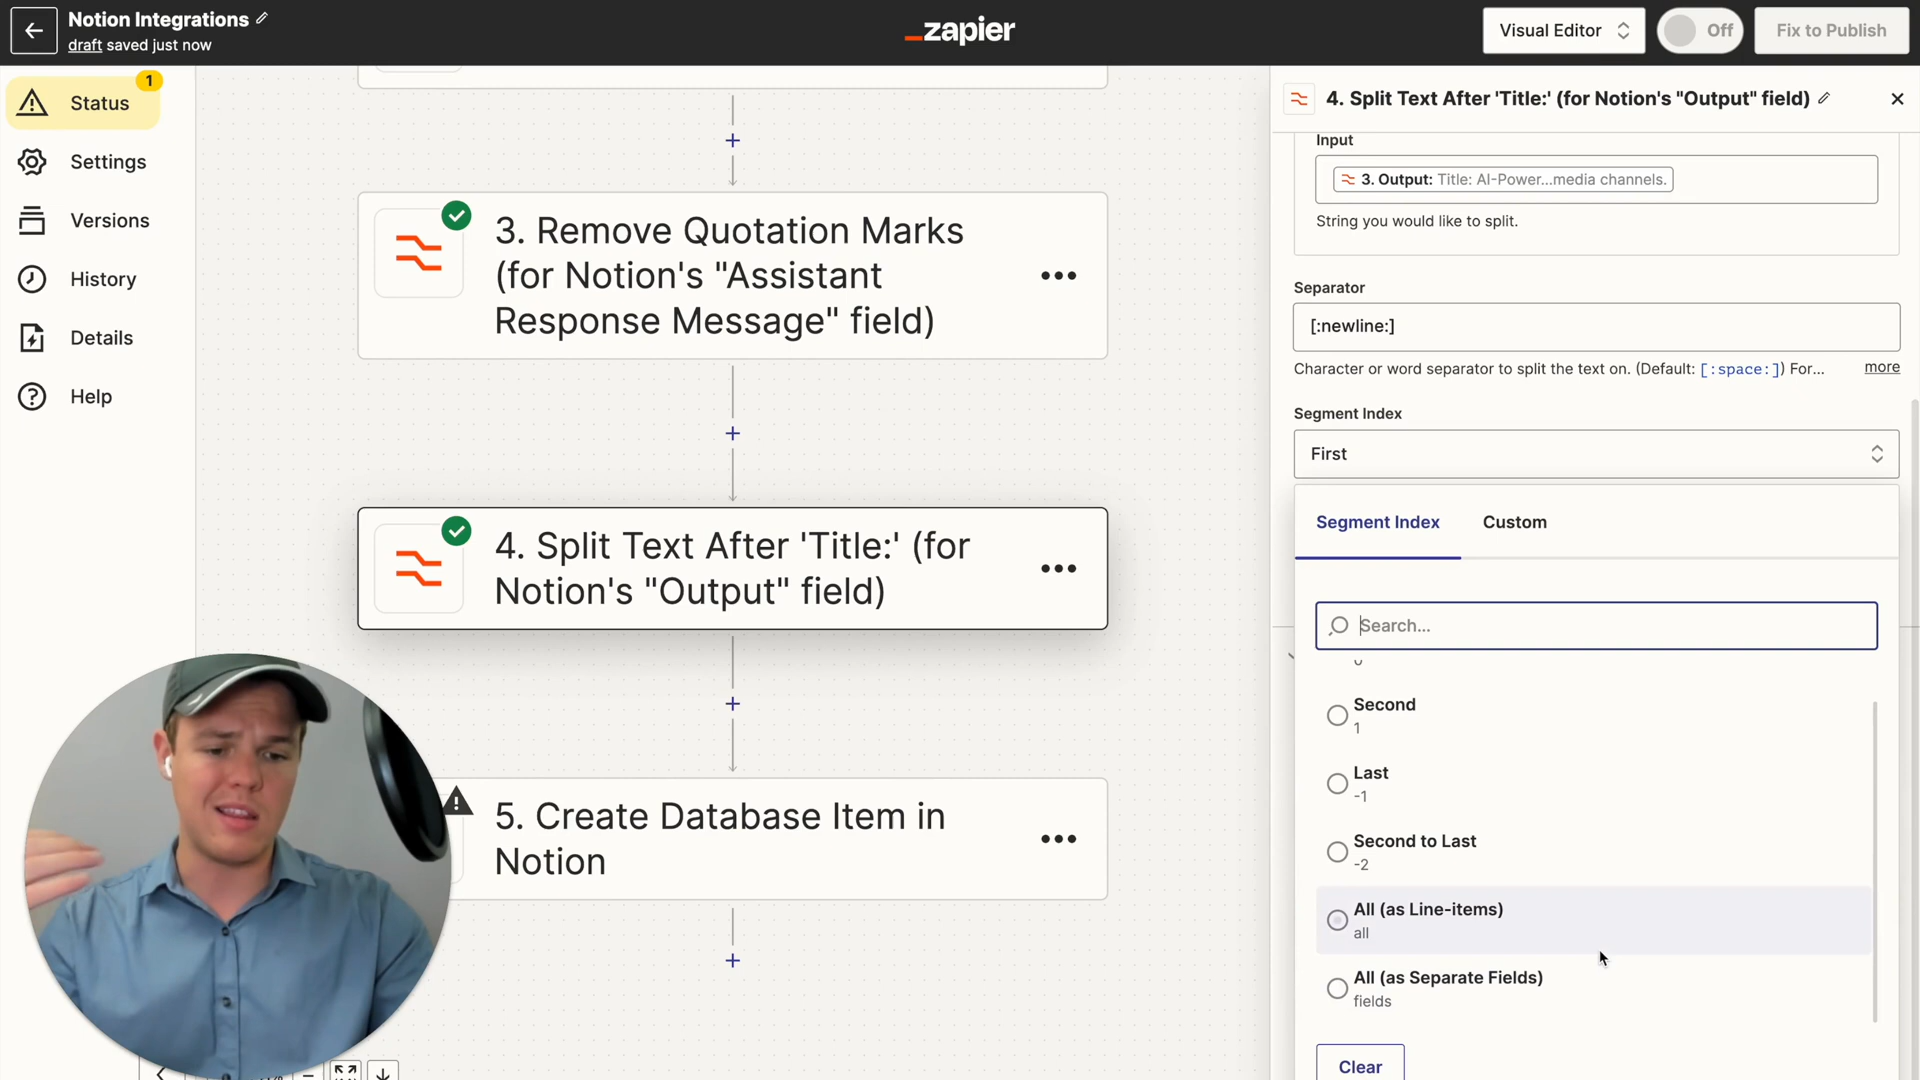 Notion Integrations
draft saved just now
zapier
Visual Editor
Off
Fix to Publish
1
Status
Settings
Versions
History
Details
Help
3. Remove Quotation Marks
(for Notion's "Assistant
Response Message" field)
4. Split Text After 'Title:' (for
Notion's "Output" field)
5. Create Database Item in
Notion
4. Split Text After 'Title:' (for Notion's "Output" field)
Input
3. Output: Title: AI-Power...media channels.
String you would like to split.
Separator
[:newline:]
Character or word separator to split the text on. (Default: [:space:]) For... more
Segment Index
First
Segment Index Custom
Search...
Second
1
Last
-1
Second to Last
-2
All (as Line-items)
all
All (as Separate Fields)
fields
Clear